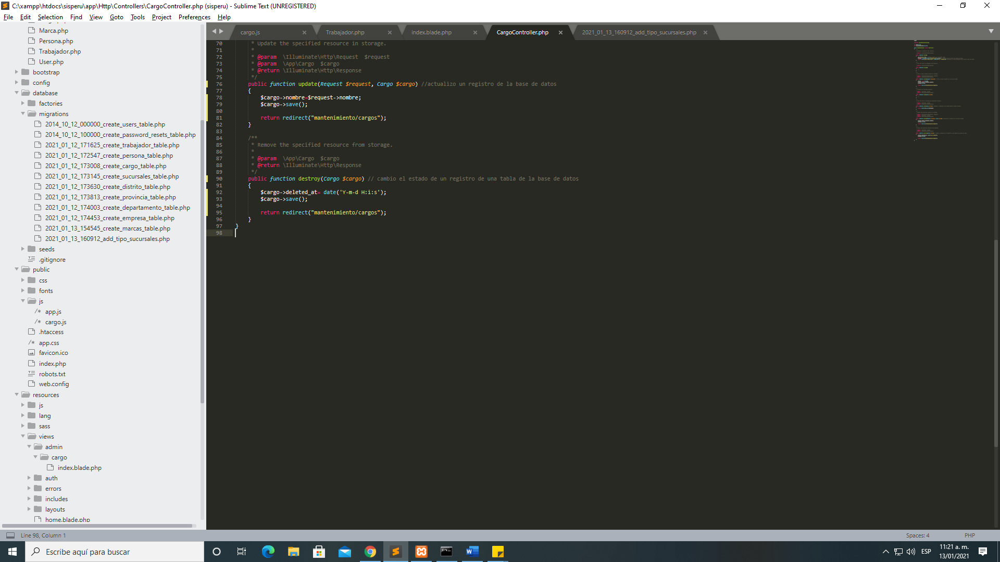 C:\xampp\htdocs\sisperu\app\Http\Controllers\CargoController.php (sisperu) - Sublime Text (UNREGISTERED)
File Edit Selection Find View Goto Tools Project Preferences Help
Marca.php
Persona.php
Trabajador.php
User.php
bootstrap
config
database
factories
migrations
2014_10_12_000000_create_users_table.php
2014_10_12_100000_create_password_resets_table.php
2021_01_12_171625_create_trabajador_table.php
2021_01_12_172547_create_persona_table.php
2021_01_12_173008_create_cargo_table.php
2021_01_12_173145_create_sucursales_table.php
2021_01_12_173630_create_distrito_table.php
2021_01_12_173813_create_provincia_table.php
2021_01_12_174003_create_departamento_table.php
2021_01_12_174453_create_empresa_table.php
2021_01_13_154545_create_marcas_table.php
2021_01_13_160912_add_tipo_sucursales.php
seeds
.gitignore
public
css
fonts
js
/* app.js
/* cargo.js
.htaccess
/* app.css
favicon.ico
index.php
robots.txt
web.config
resources
js
lang
sass
views
admin
cargo
index.blade.php
auth
errors
includes
layouts
home.blade.php
cargo.js Trabajador.php index.blade.php CargoController.php 2021_01_13_160912_add_tipo_sucursales.php
70 * Update the specified resource in storage.
71 *
72 * @param \Illuminate\Http\Request $request
73 * @param \App\Cargo $cargo
74 * @return \Illuminate\Http\Response
75 */
76 public function update(Request $request, Cargo $cargo) //actualizo un registro de la base de datos
77 {
78 $cargo->nombre=$request->nombre;
79 $cargo->save();
80
81 return redirect("mantenimiento/cargos");
82 }
83
84 /**
85 * Remove the specified resource from storage.
86 *
87 * @param \App\Cargo $cargo
88 * @return \Illuminate\Http\Response
89 */
90 public function destroy(Cargo $cargo) // cambio el estado de un registro de una tabla de la base de datos
91 {
92 $cargo->deleted_at= date('Y-m-d H:i:s');
93 $cargo->save();
94
95 return redirect("mantenimiento/cargos");
96 }
97 }
98
Line 98, Column 1 Spaces: 4 PHP
Escribe aquí para buscar
ESP
11:21 a. m.
13/01/2021